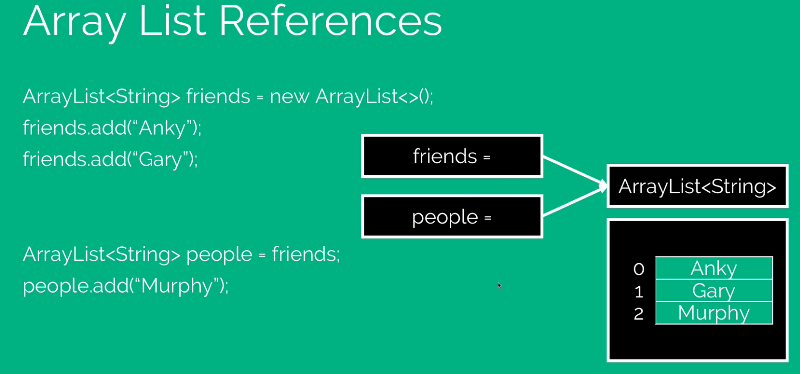 Array List References
ArrayList<String> friends = new ArrayList<>();
friends.add(“Anky”);
friends.add(“Gary”);
ArrayList<String> people = friends;
people.add(“Murphy”);
friends =
people =
ArrayList<String>
0 Anky
1 Gary
2 Murphy